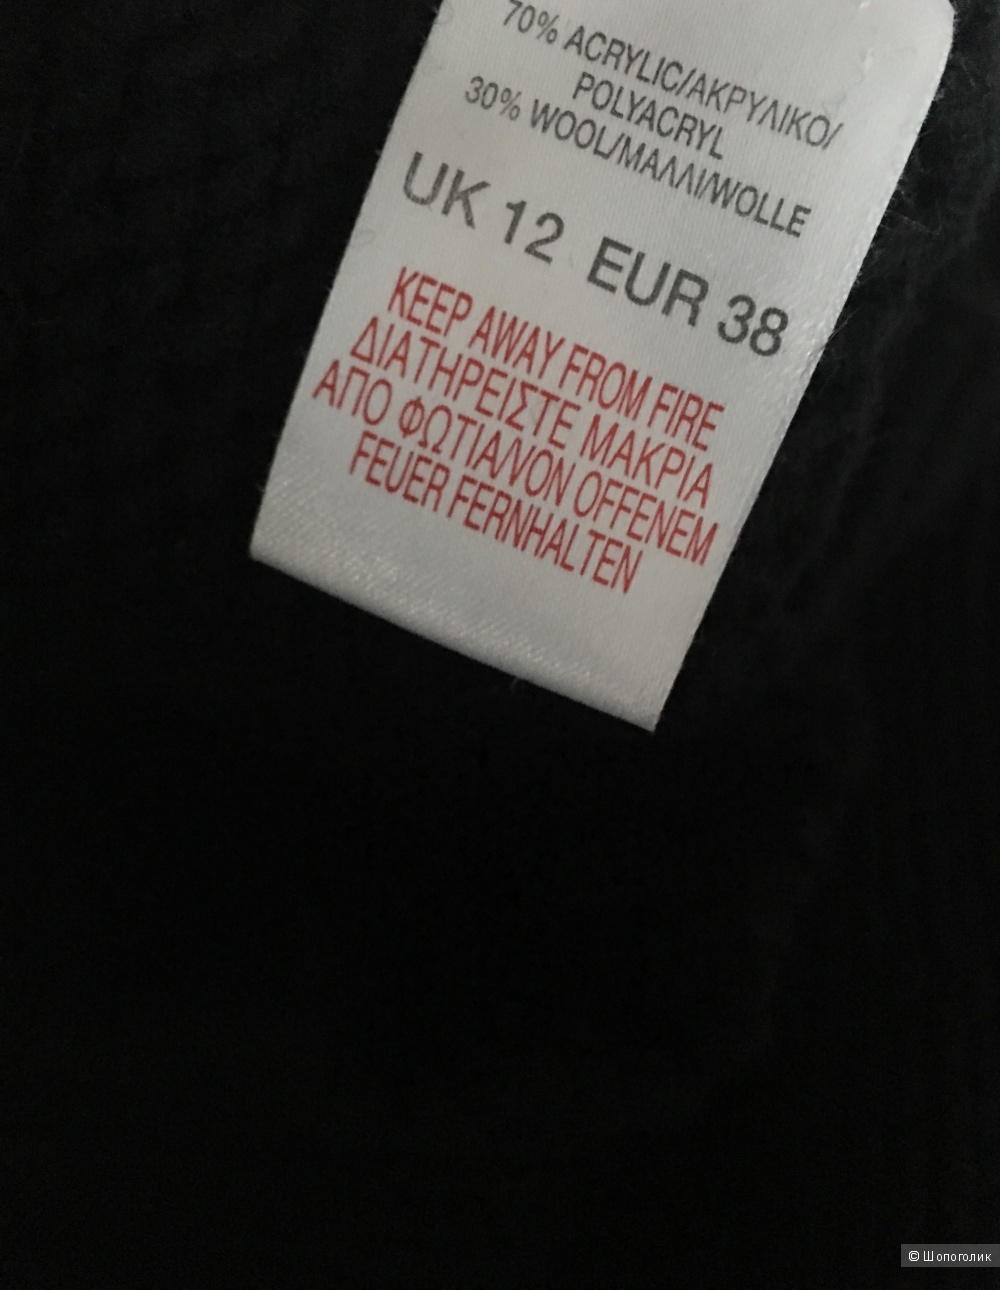 70% ACRYLIC/ΑΚΡΥΛΙΚΟ/
POLYACRYL
30% WOOL/ΜΑΛΛΙ/WOLLE
UK 12 EUR 38
KEEP AWAY FROM FIRE
ΔΙΑΤΗΡΕΙΣΤΕ ΜΑΚΡΙΑ
ΑΠΟ ΦΩΤΙΑ/VON OFFENEM
FEUER FERNHALTEN
© Шопоголик